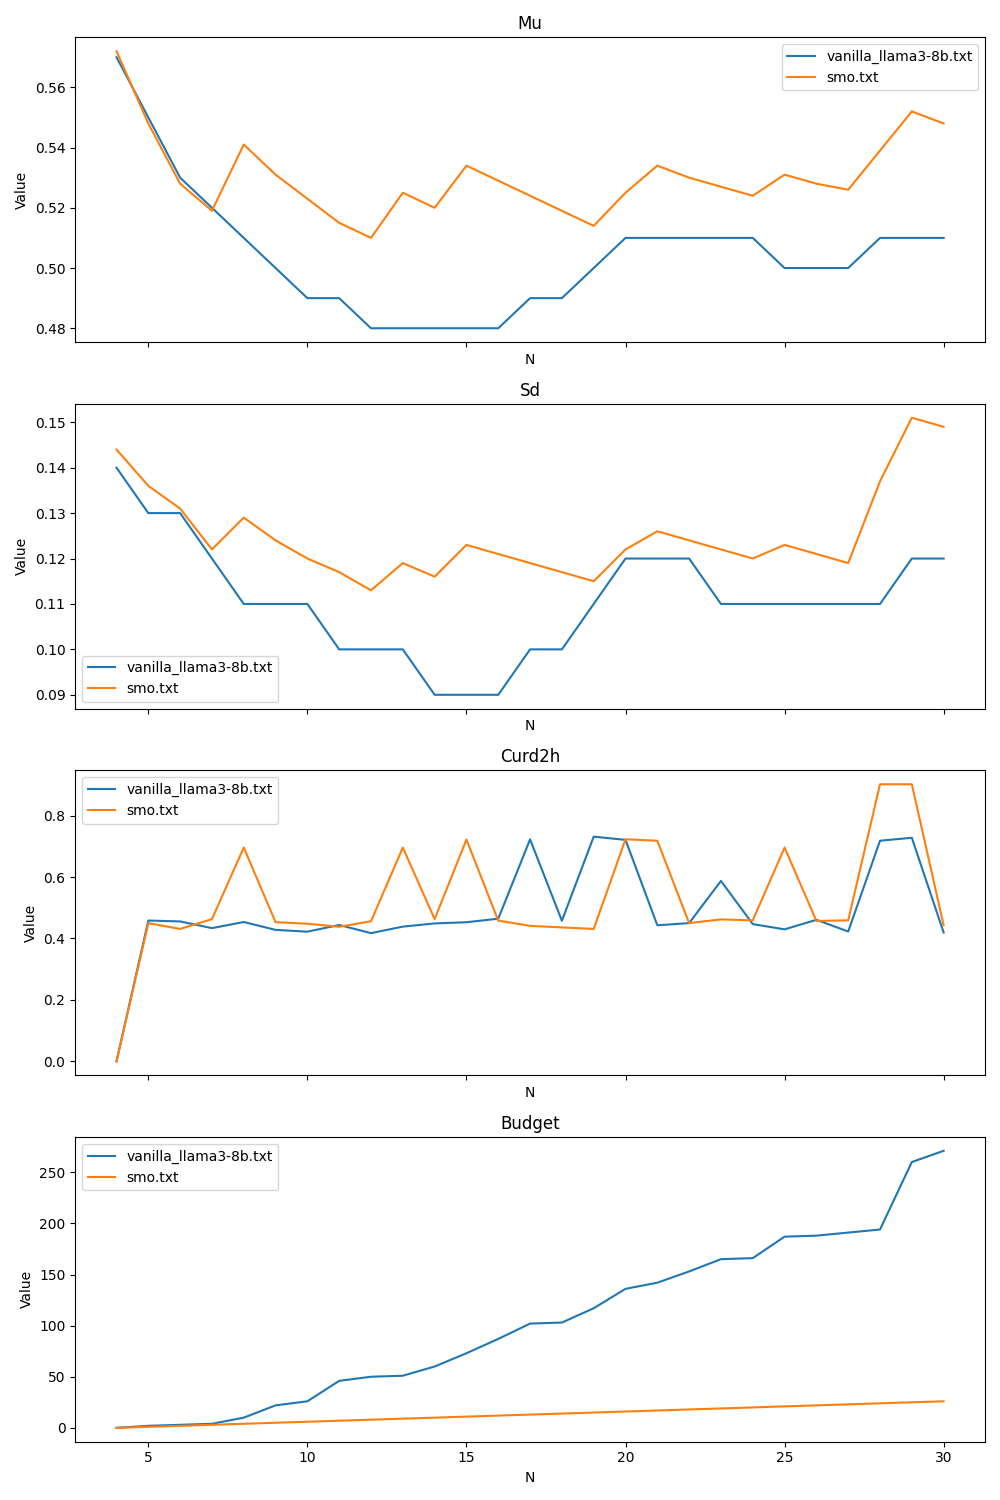 Mu
vanilla_llama3-8b.txt
smo.txt
0.56
0.54
0.52
0.50
0.48
Value
N
Sd
0.15
0.14
0.13
0.12
0.11
0.10
0.09
Value
vanilla_llama3-8b.txt
smo.txt
N
Curd2h
vanilla_llama3-8b.txt
smo.txt
0.8
0.6
0.4
0.2
0.0
Value
N
Budget
vanilla_llama3-8b.txt
smo.txt
250
200
150
100
50
0
Value
5 10 15 20 25 30
N